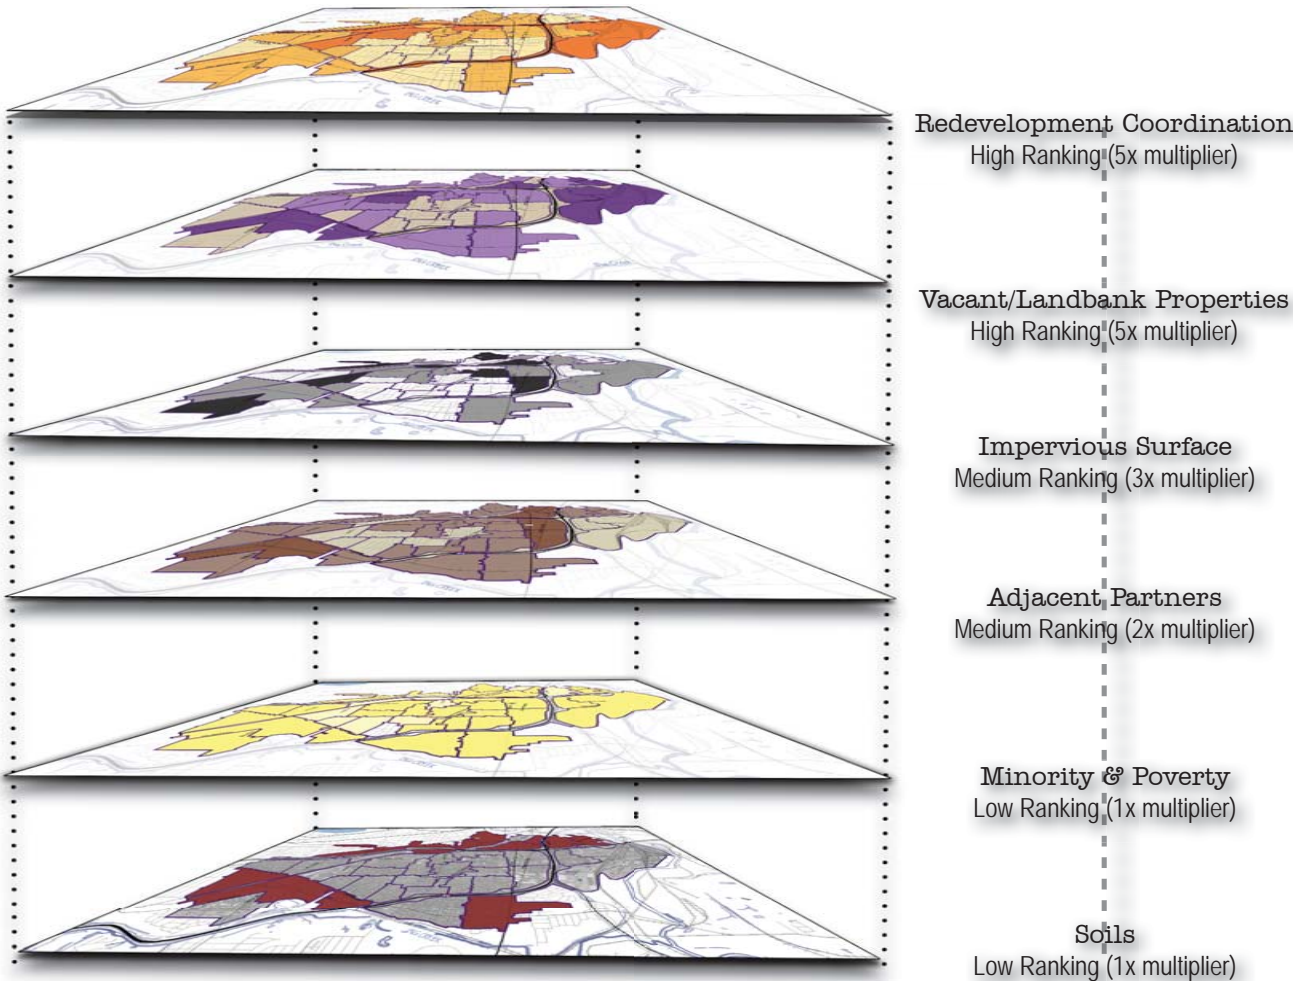 Redevelopment Coordination
High Ranking (5x multiplier)
Vacant/Landbank Properties
High Ranking (5x multiplier)
Impervious Surface
Medium Ranking (3x multiplier)
Adjacent Partners
Medium Ranking (2x multiplier)
Minority & Poverty
Low Ranking (1x multiplier)
Soils
Low Ranking (1x multiplier)